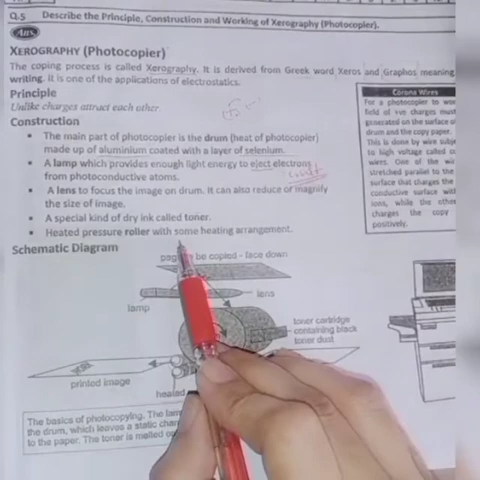 Q.5 Describe the Principle, Construction and Working of Xerography (Photocopier).
Ans.
XEROGRAPHY (Photocopier)
The coping process is called Xerography. It is derived from Greek word Xeros and Graphos meaning
writing. It is one of the applications of electrostatics.
Principle
Unlike charges attract each other.
Construction
• The main part of photocopier is the drum (heat of photocopier)
made up of aluminium coated with a layer of selenium.
• A lamp which provides enough light energy to eject electrons
from photoconductive atoms.
• A lens to focus the image on drum. It can also reduce or magnify
the size of image.
• A special kind of dry ink called toner.
• Heated pressure roller with some heating arrangement.
Corona Wires
For a photocopier to wor
field of +ve charges must
generated on the surface
drum and the copy paper.
This is done by wire
to high voltage called
wires. One of the
stretched parallel to the
surface that charges the
conductive surface
ions, while the othe
charges the copy
positively.
Schematic Diagram
be copied - face down
lens
lamp
toner cartridge
containing black
toner dust
printed image
heated
The basics of photocopying. The
the drum, which leaves a static
to the paper. The toner is melted